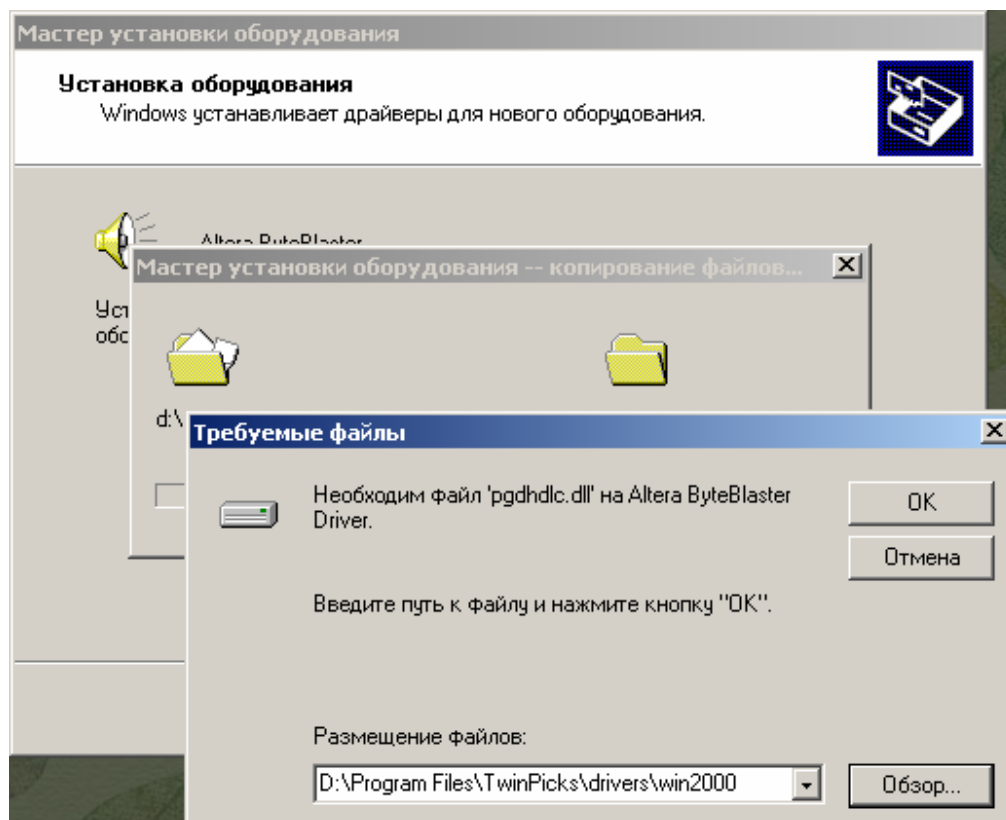 Мастер установки оборудования
Установка оборудования
Windows устанавливает драйверы для нового оборудования.
Altera ByteBlaster
Мастер установки оборудования -- копирование файлов...
d:\
Требуемые файлы
Необходим файл 'pgdhdlc.dll' на Altera ByteBlaster
Driver.
OK
Отмена
Введите путь к файлу и нажмите кнопку "OK".
Размещение файлов:
D:\Program Files\TwinPicks\drivers\win2000
Обзор...